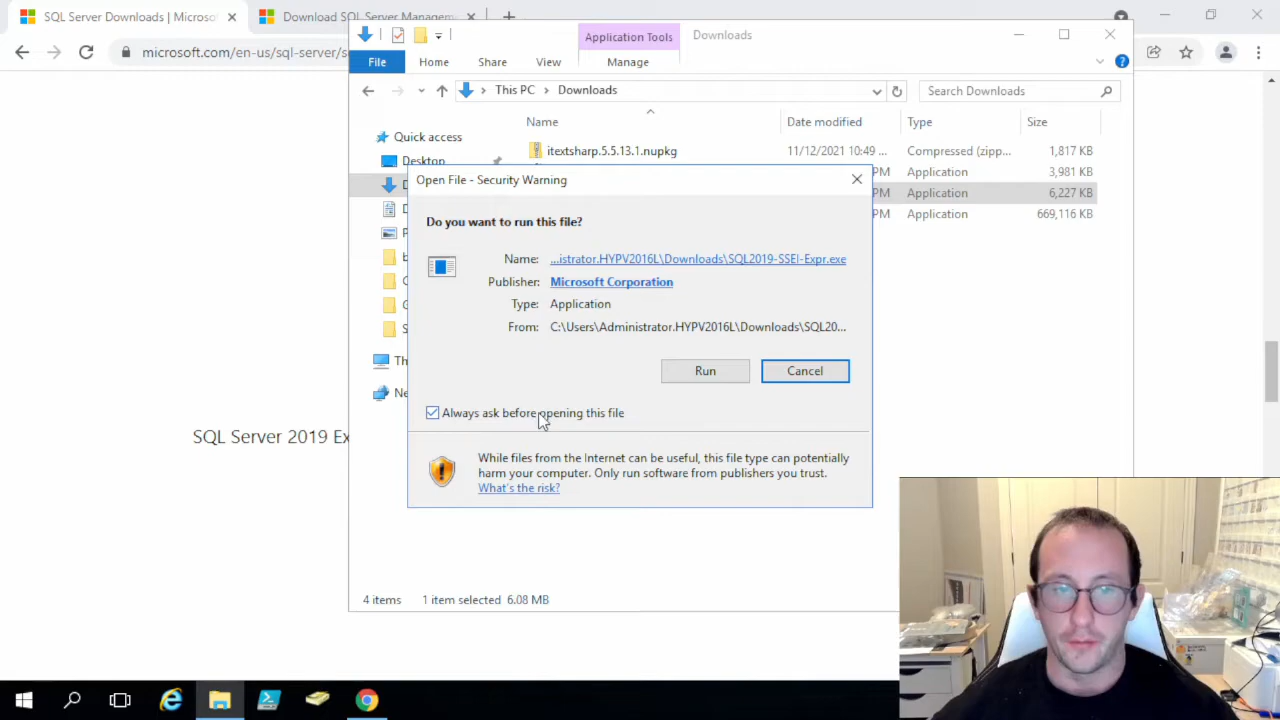 SQL Server Downloads | Microsof
Download SQL Server Managem
microsoft.com/en-us/sql-server/s
Application Tools
Downloads
File
Home
Share
View
Manage
This PC
Downloads
Search Downloads
Name
Date modified
Type
Size
Quick access
Desktop
itextsharp.5.5.13.1.nupkg
11/12/2021 10:49 ...
Compressed (zipp...
1,817 KB
PM
Application
3,981 KB
PM
Application
6,227 KB
PM
Application
669,116 KB
Open File - Security Warning
Do you want to run this file?
Name:
...istrator.HYPV2016L\Downloads\SQL2019-SSEI-Expr.exe
Publisher:
Microsoft Corporation
Type:
Application
From:
C:\Users\Administrator.HYPV2016L\Downloads\SQL20...
Run
Cancel
Always ask before opening this file
While files from the Internet can be useful, this file type can potentially
harm your computer. Only run software from publishers you trust.
What's the risk?
SQL Server 2019 Ex
4 items
1 item selected 6.08 MB